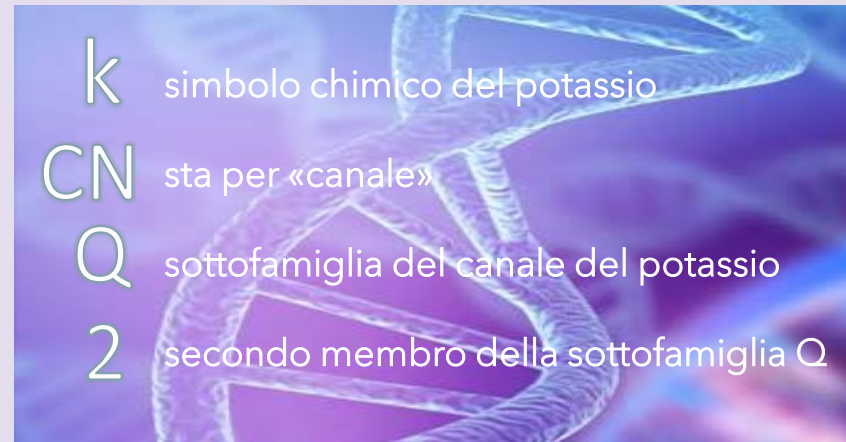 k simbolo chimico del potassio
CN sta per «canale»
Q sottofamiglia del canale del potassio
2 secondo membro della sottofamiglia Q